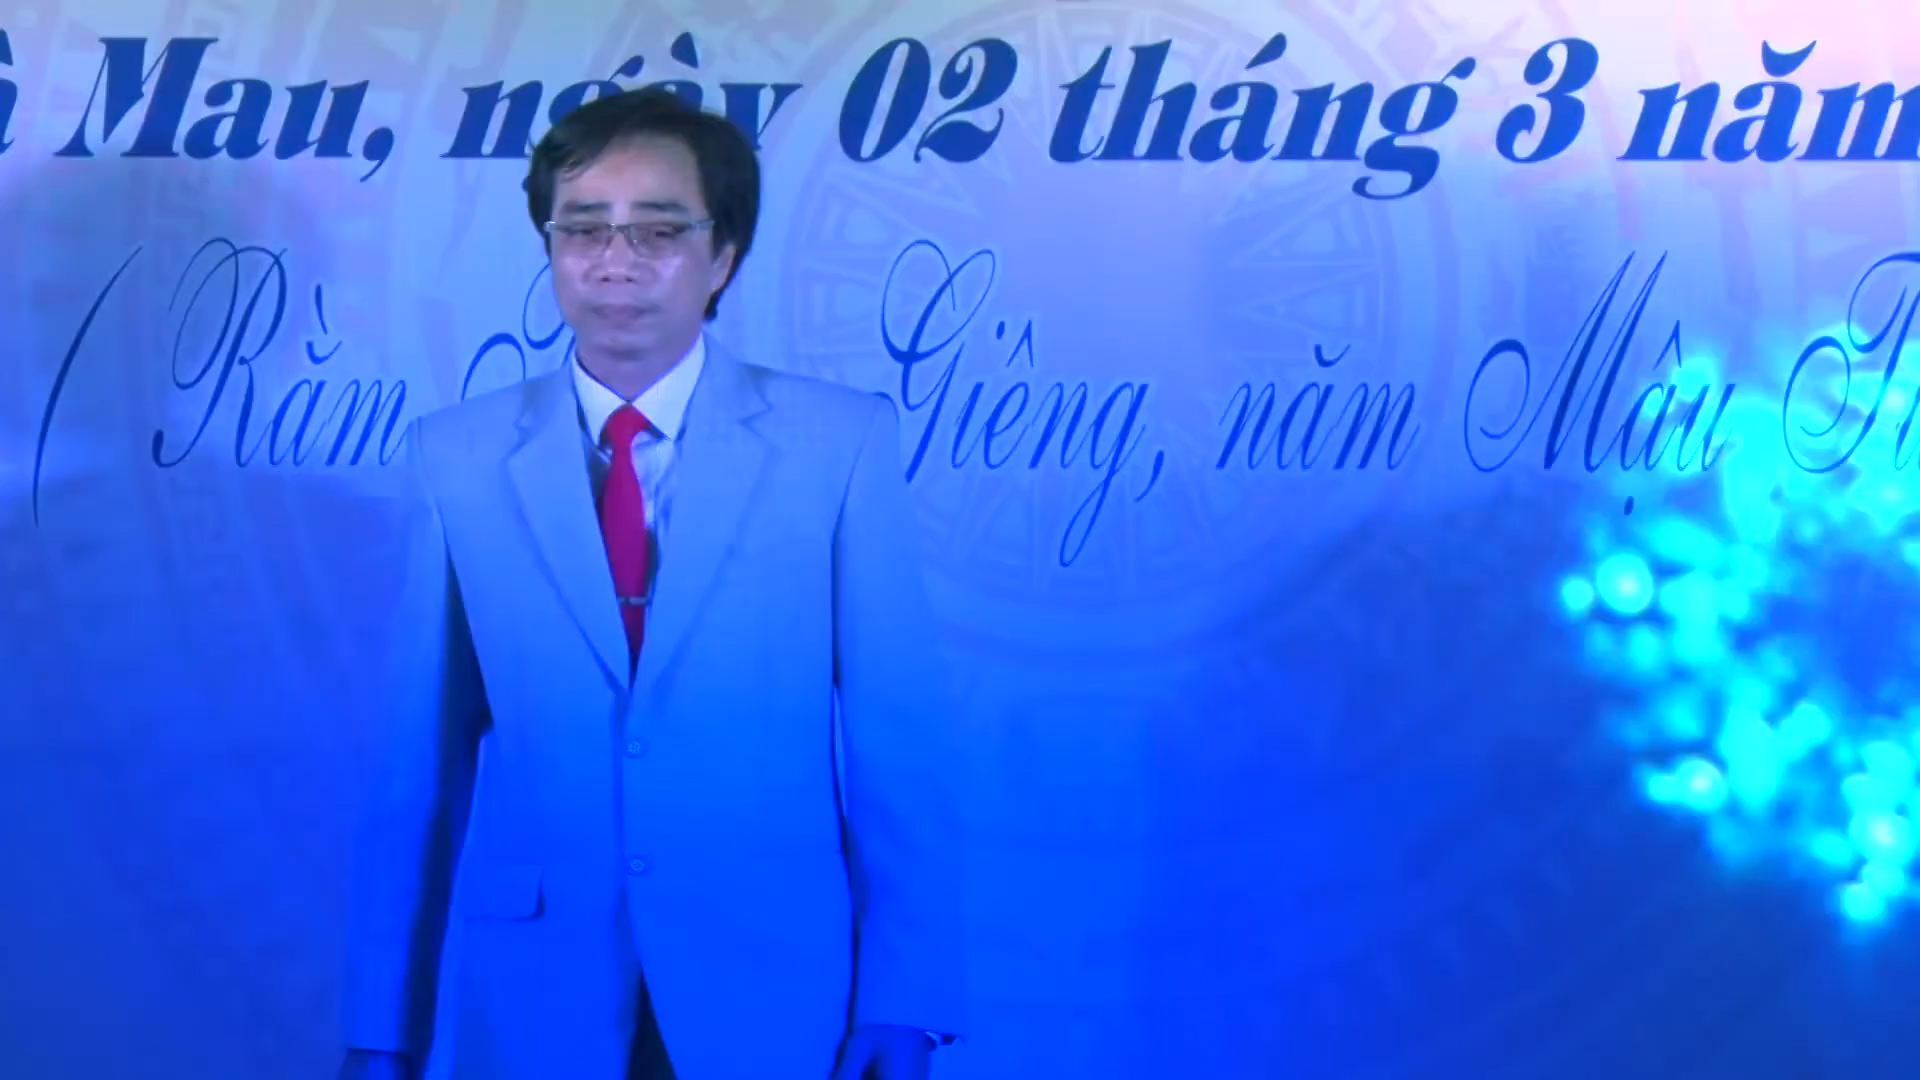 Mau, ngày 02 tháng 3 năm
( Rằm Giêng, năm Mậu